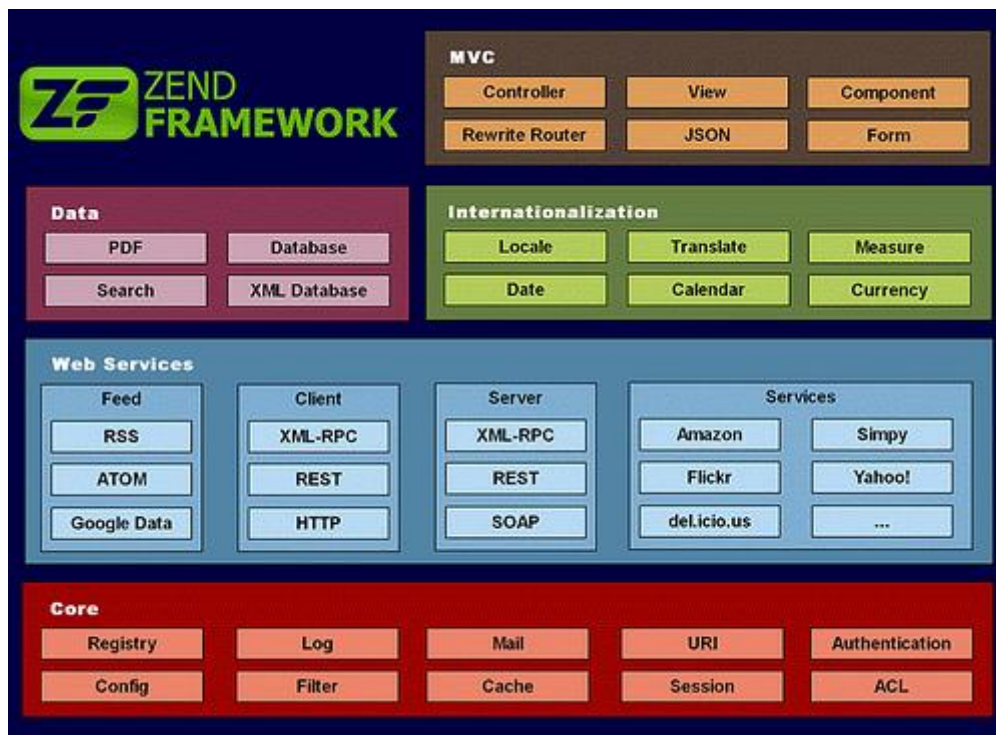 ZEND
FRAMEWORK
MVC
Controller View Component
Rewrite Router JSON Form
Data
PDF Database
Search XML Database
Internationalization
Locale Translate Measure
Date Calendar Currency
Web Services
Feed
RSS
ATOM
Google Data
Client
XML-RPC
REST
HTTP
Server
XML-RPC
REST
SOAP
Services
Amazon Simpy
Flickr Yahoo!
del.icio.us ...
Core
Registry Log Mail URI Authentication
Config Filter Cache Session ACL